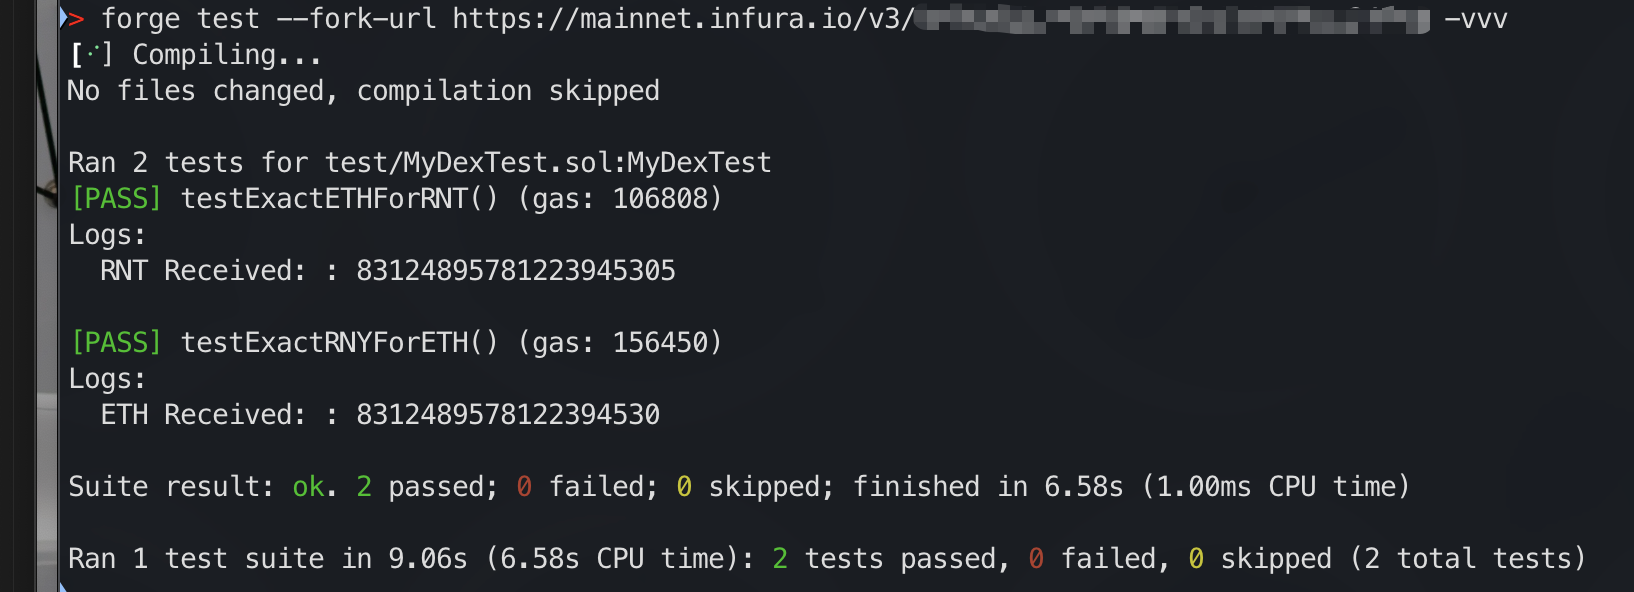 > forge test --fork-url https://mainnet.infura.io/v3/ -vvv
[⠊] Compiling...
No files changed, compilation skipped
Ran 2 tests for test/MyDexTest.sol:MyDexTest
[PASS] testExactETHForRNT() (gas: 106808)
Logs:
RNT Received: : 83124895781223945305
[PASS] testExactRNYForETH() (gas: 156450)
Logs:
ETH Received: : 8312489578122394530
Suite result: ok. 2 passed; 0 failed; 0 skipped; finished in 6.58s (1.00ms CPU time)
Ran 1 test suite in 9.06s (6.58s CPU time): 2 tests passed, 0 failed, 0 skipped (2 total tests)